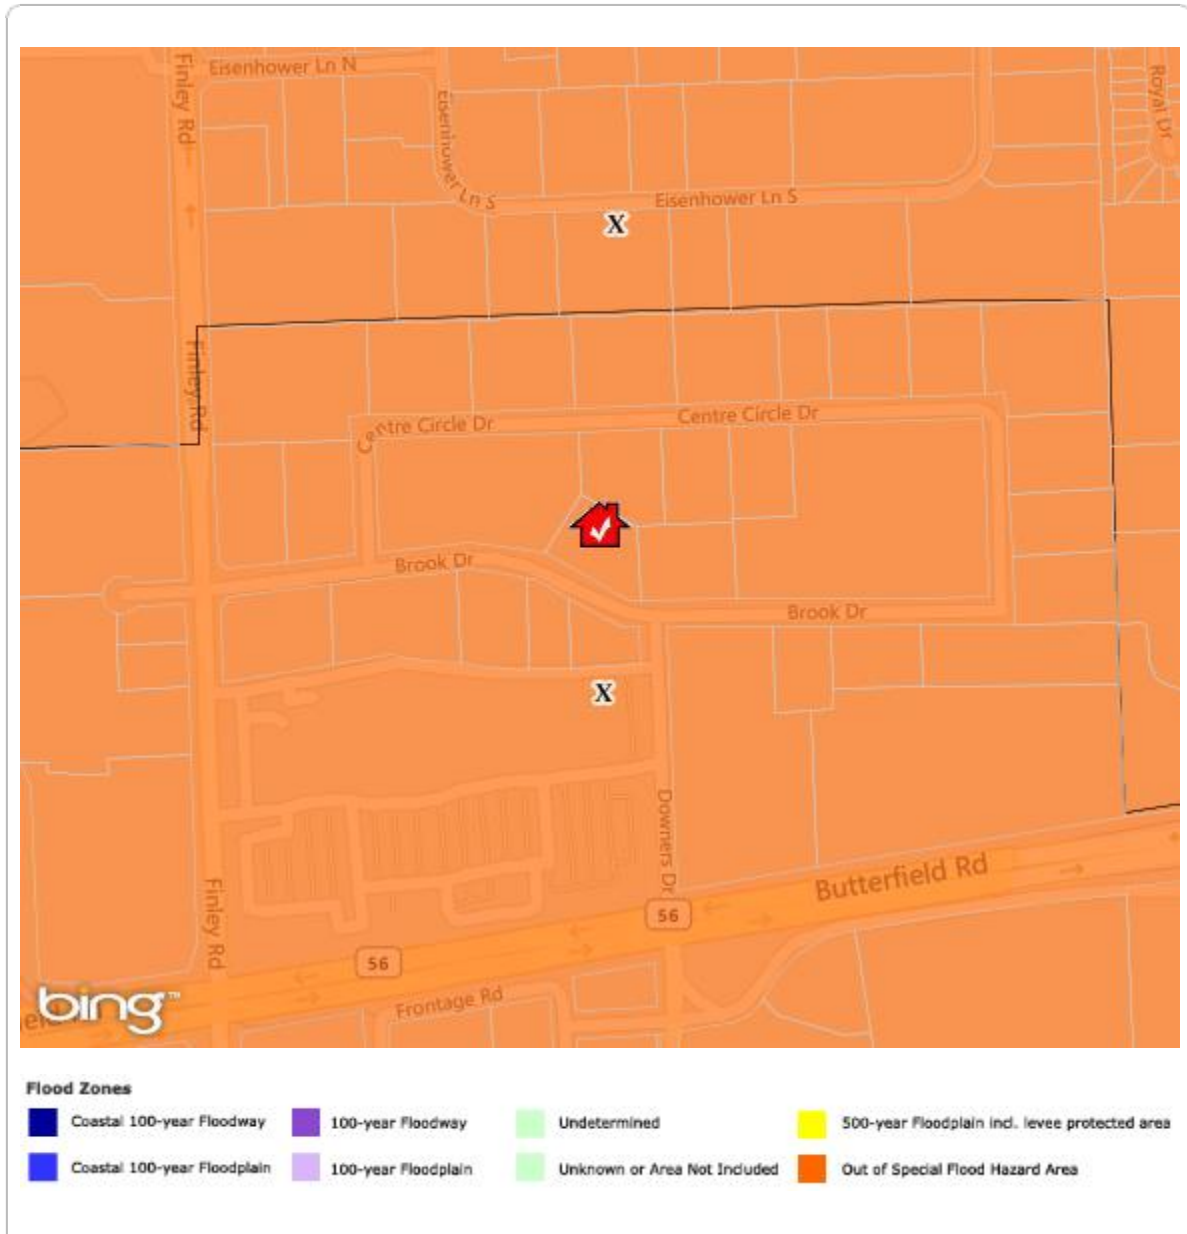 Eisenhower Ln N
Finley Rd
Eisenhower Ln S
Royal Dr
Eisenhower Ln S
X
Finley Rd
Centre Circle Dr
Centre Circle Dr
Brook Dr
Brook Dr
X
Downers Dr
Butterfield Rd
Finley Rd
56
56
Frontage Rd
bing™
Flood Zones
Coastal 100-year Floodway
100-year Floodway
Undetermined
500-year Floodplain incl. levee protected area
Coastal 100-year Floodplain
100-year Floodplain
Unknown or Area Not Included
Out of Special Flood Hazard Area